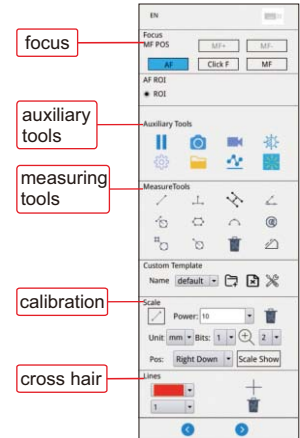 EN
focus
Focus
MF POS
MF+
MF-
AF
Click F
MF
AF ROI
ROI
auxiliary
tools
Auxiliary Tools
measuring
tools
MeasureTools
Custom Template
Name default
calibration
Scale
Power: 10
Unit mm Bits: 1 2
Pos: Right Down Scale Show
cross hair
Lines
1